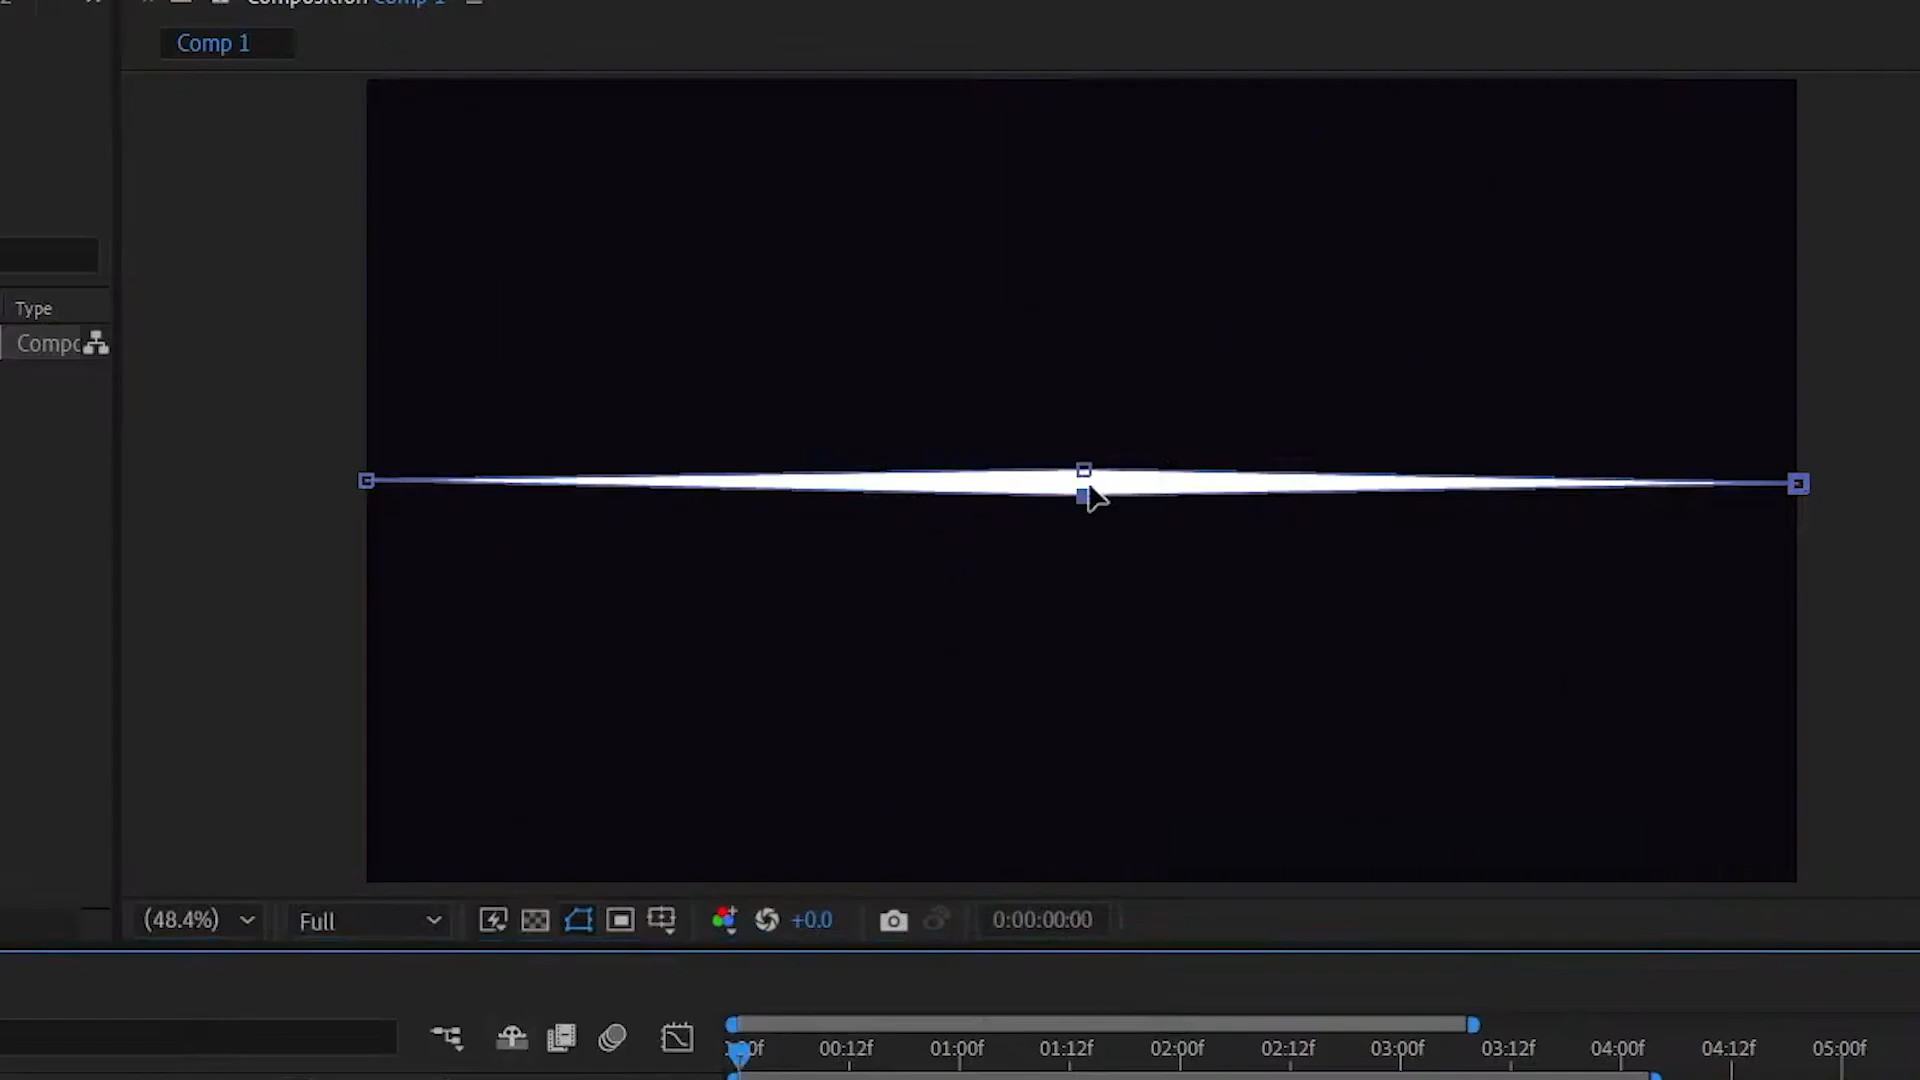 Composition Comp 1
Comp 1
Type
Compo
(48.4%)
Full
+0.0
0:00:00:00
00:12f
01:00f
01:12f
02:00f
02:12f
03:00f
03:12f
04:00f
04:12f
05:00f